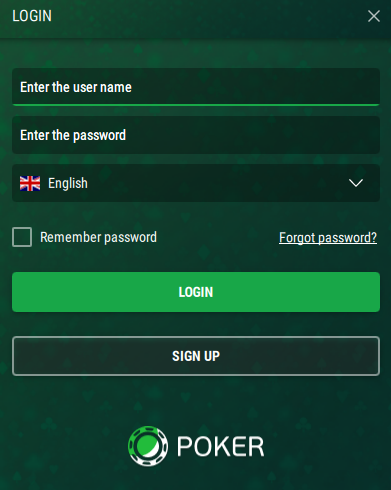 LOGIN
Enter the user name
Enter the password
English
Remember password Forgot password?
LOGIN
SIGN UP
POKER